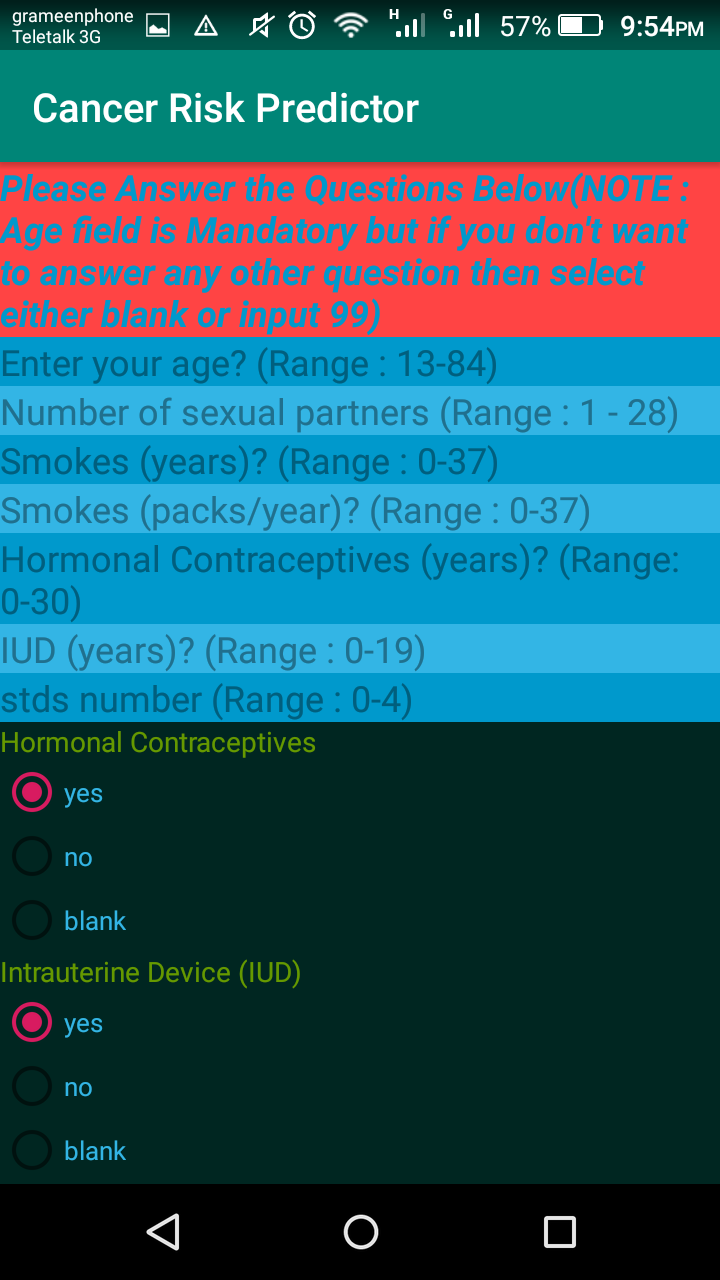 grameenphone
Teletalk 3G
H
G
57%
9:54PM
Cancer Risk Predictor
Please Answer the Questions Below(NOTE :
Age field is Mandatory but if you don't want
to answer any other question then select
either blank or input 99)
Enter your age? (Range : 13-84)
Number of sexual partners (Range : 1 - 28)
Smokes (years)? (Range : 0-37)
Smokes (packs/year)? (Range : 0-37)
Hormonal Contraceptives (years)? (Range:
0-30)
IUD (years)? (Range : 0-19)
stds number (Range : 0-4)
Hormonal Contraceptives
yes
no
blank
Intrauterine Device (IUD)
yes
no
blank